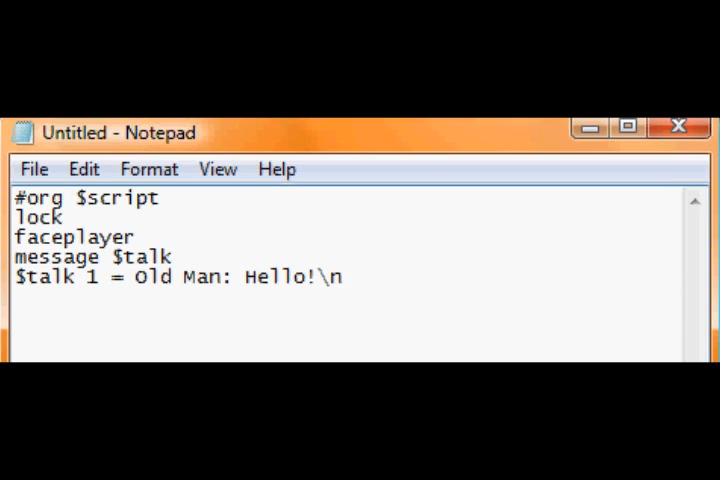 Untitled - Notepad
File Edit Format View Help
#org $script
lock
faceplayer
message $talk
$talk 1 = Old Man: Hello!\n